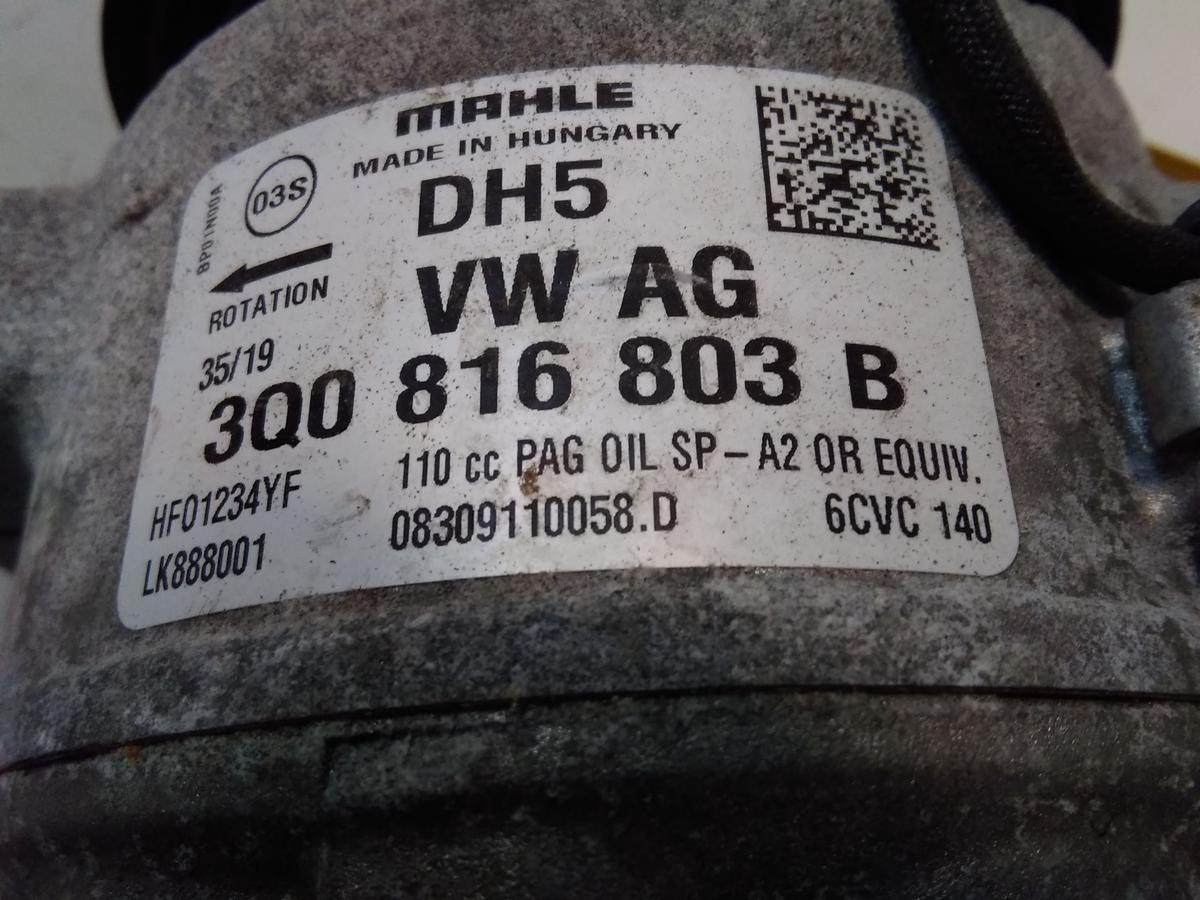 MAHLE
MADE IN HUNGARY
03S
DH5
BP07N00A
ROTATION
VW AG
35/19
3Q0 816 803 B
110 cc PAG OIL SP-A2 OR EQUIV.
HFO1234YF
08309110058.D
6CVC 140
LK888001